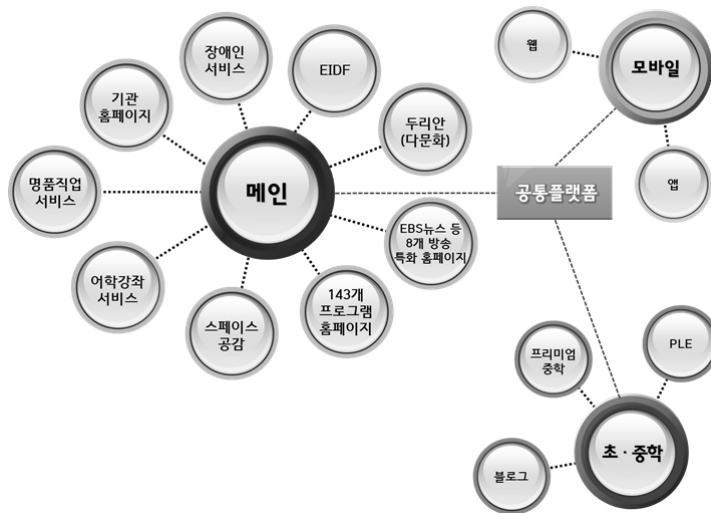 장애인
서비스
EIDF
기관
홈페이지
두리안
(다문화)
명품직업
서비스
메인
EBS뉴스 등
8개 방송
특화 홈페이지
어학강좌
서비스
스페이스
공감
143개
프로그램
홈페이지
웹
모바일
앱
공통플랫폼
프리미엄
중학
PLE
초·중학
블로그